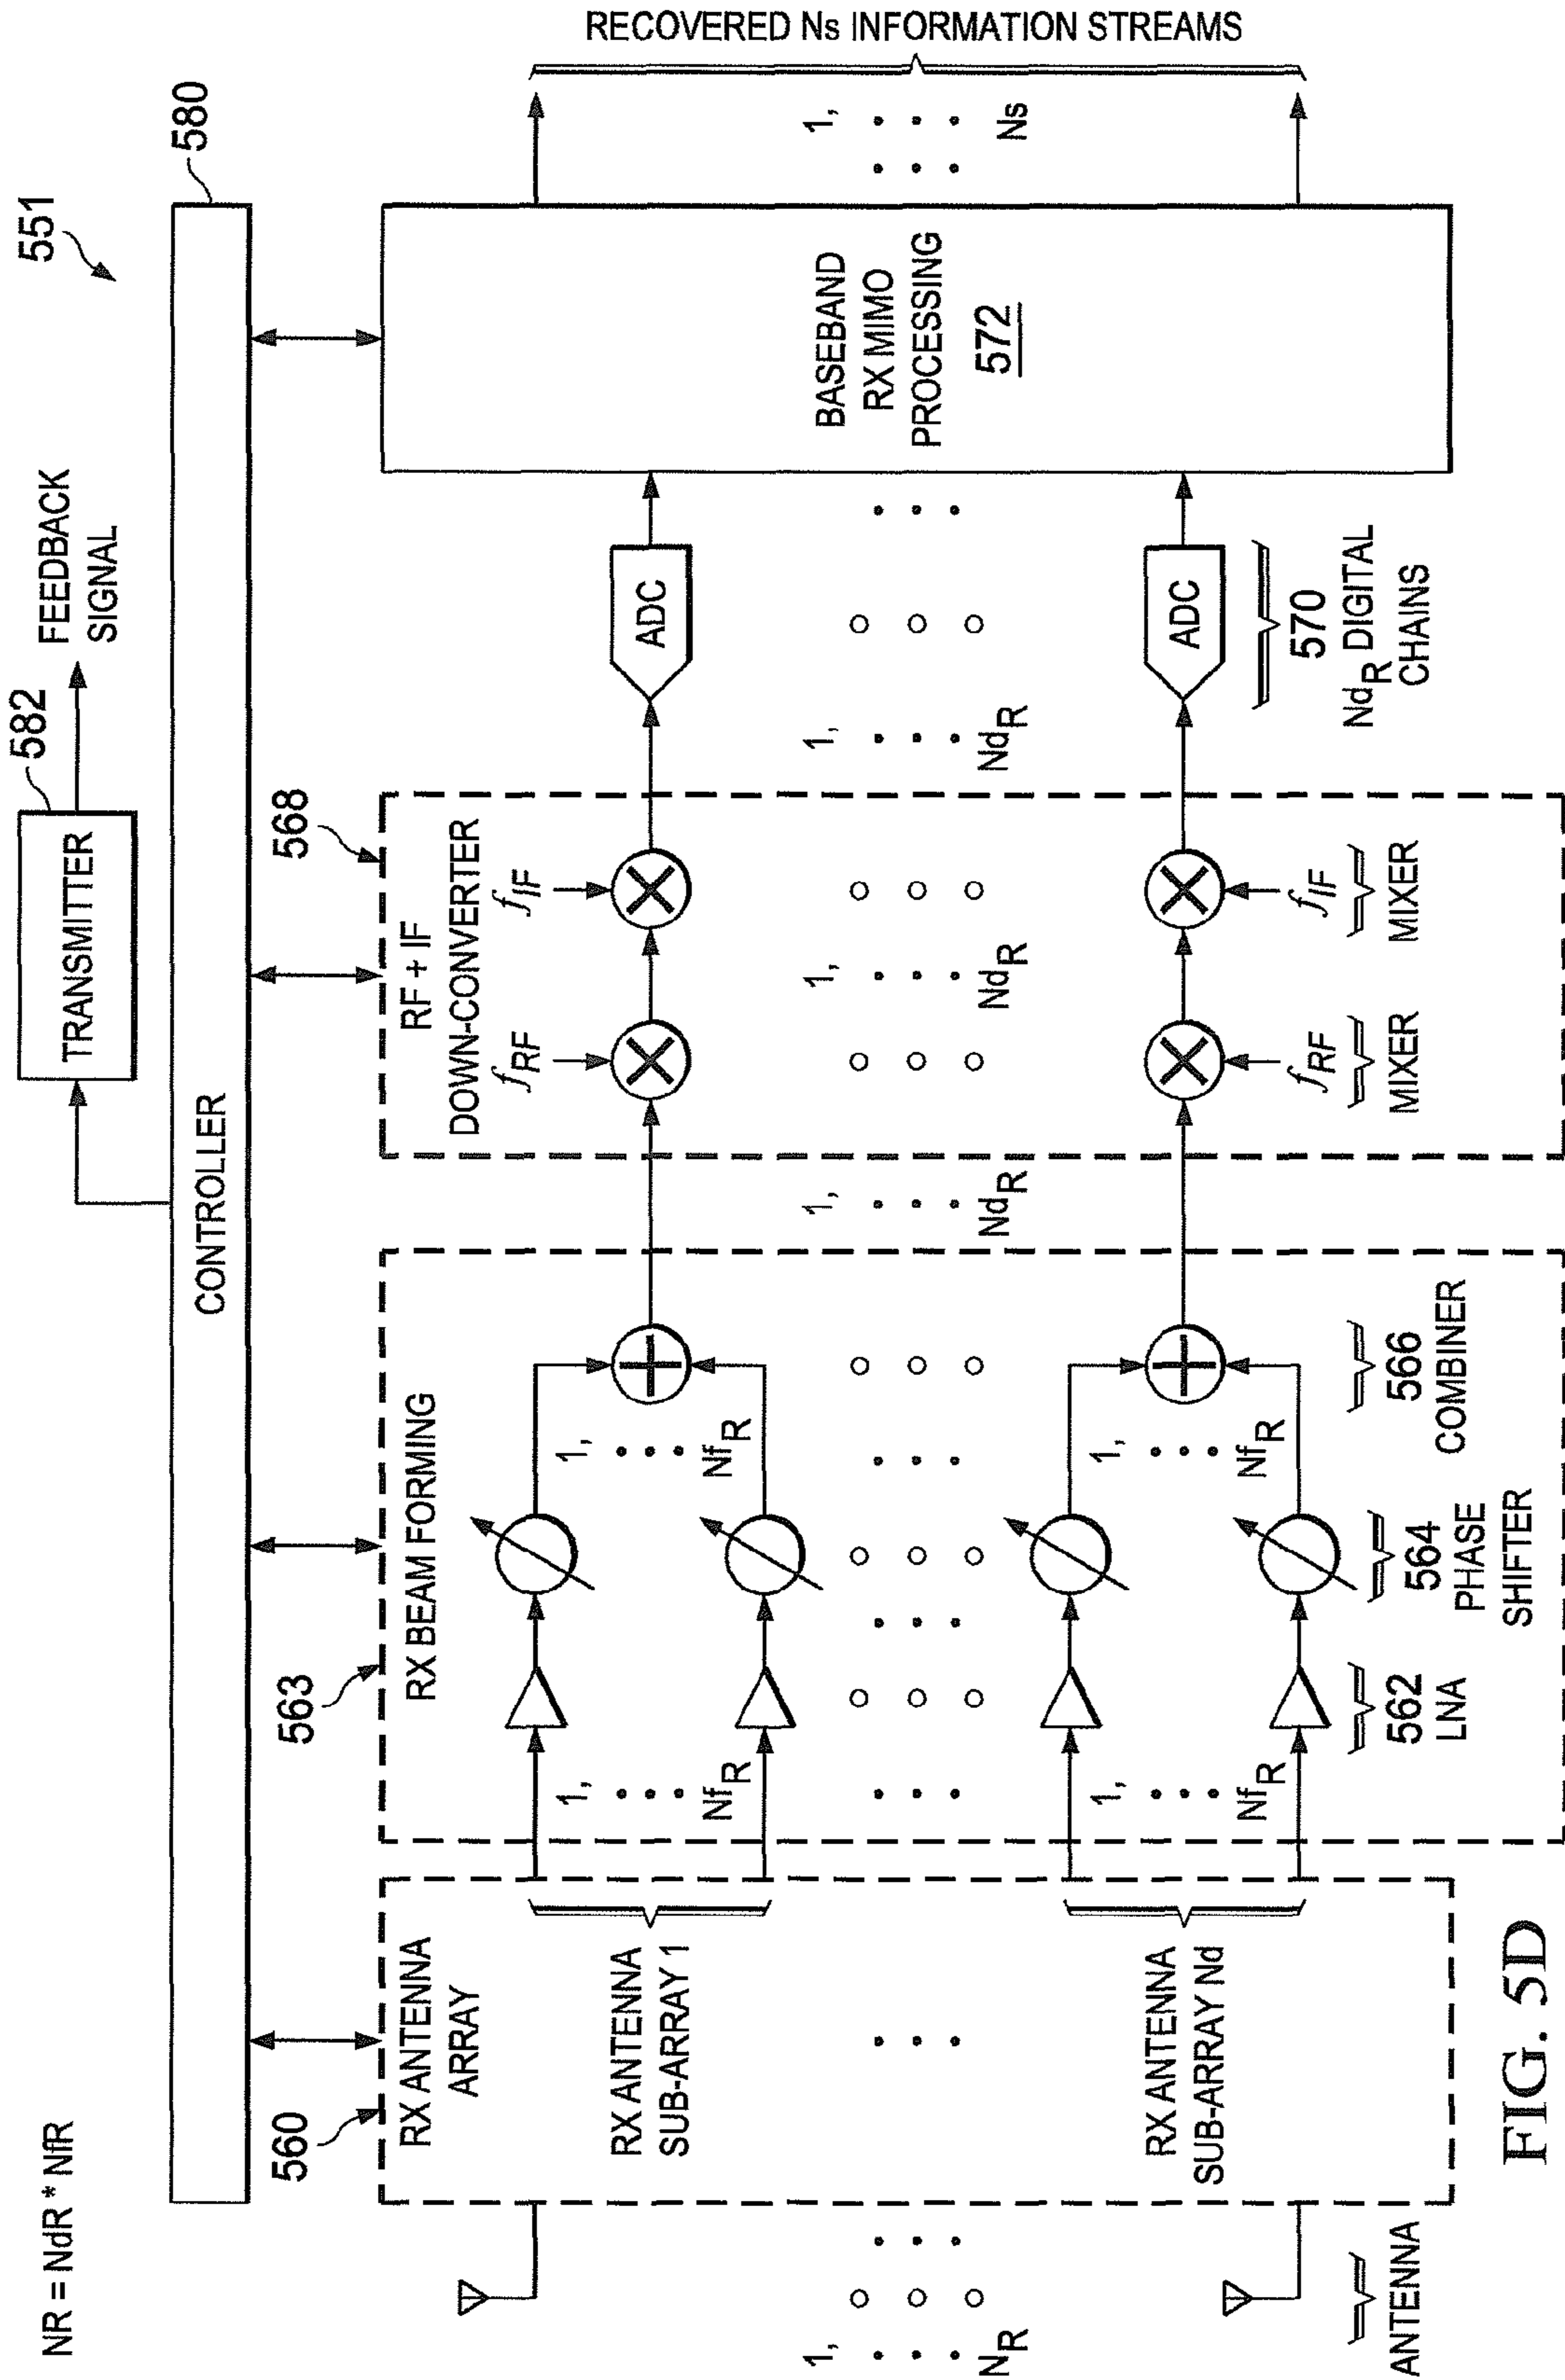 NR = NdR * NfR
551
582
TRANSMITTER
FEEDBACK
SIGNAL
580
CONTROLLER
560
RX ANTENNA
ARRAY
RX ANTENNA
SUB-ARRAY 1
RX ANTENNA
SUB-ARRAY Nd
1,
NR
ANTENNA
563
RX BEAM FORMING
1,
NfR
1,
NfR
1,
NfR
1,
NfR
562
LNA
564
PHASE
SHIFTER
566
COMBINER
1,
NdR
568
RF + IF
DOWN-CONVERTER
fRF
fIF
1,
NdR
fRF
fIF
MIXER
MIXER
1,
NdR
ADC
ADC
570
NdR DIGITAL
CHAINS
BASEBAND
RX MIMO
PROCESSING
572
1,
Ns
RECOVERED Ns INFORMATION STREAMS
FIG. 5D